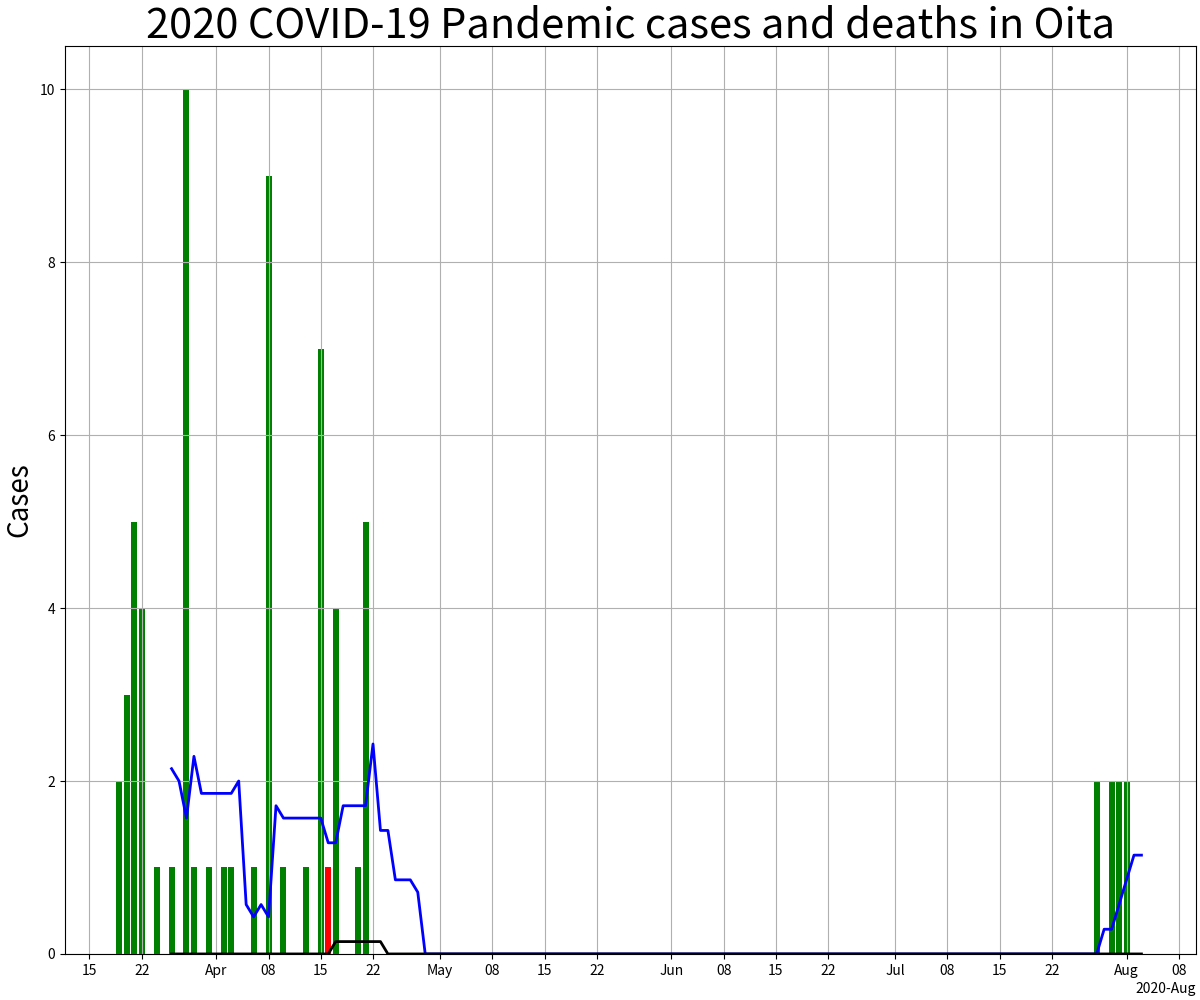 2020 COVID-19 Pandemic cases and deaths in Oita
10
8
6
4
2
0
Cases
15 22 Apr 08 15 22 May 08 15 22 Jun 08 15 22 Jul 08 15 22 Aug 08
2020-Aug